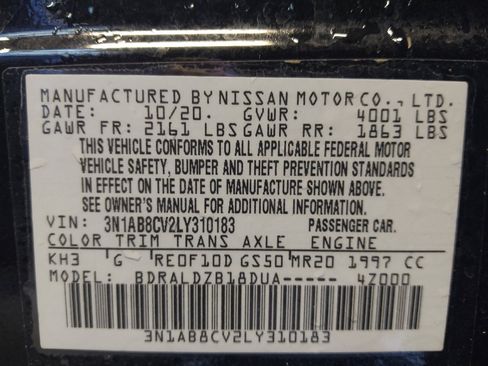 MANUFACTURED BY NISSAN MOTOR CO., LTD.
DATE: 10/20. GVWR: 4001 LBS
GAWR FR: 2161 LBS GAWR RR: 1863 LBS
THIS VEHICLE CONFORMS TO ALL APPLICABLE FEDERAL MOTOR
VEHICLE SAFETY, BUMPER AND THEFT PREVENTION STANDARDS
IN EFFECT ON THE DATE OF MANUFACTURE SHOWN ABOVE.
SEE OWNER'S MANUAL FOR ADDITIONAL INFORMATION.
VIN: 3N1AB8CV2LY310183 PASSENGER CAR.
COLOR TRIM TRANS AXLE ENGINE
KH3 G RE0F10D GS50 MR20 1997 CC
MODEL: BDRALDZB18DUA----- 4Z000
3N1AB8CV2LY310183